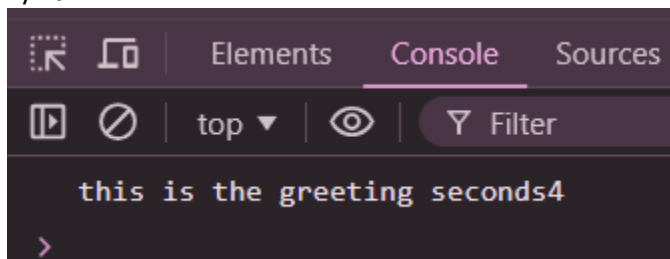 Elements Console Sources
top Filter
this is the greeting seconds4